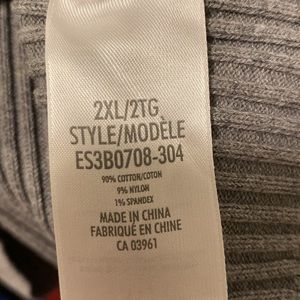 2XL/2TG
STYLE/MODÈLE
ES3B0708-304
90% COTTON/COTON
9% NYLON
1% SPANDEX
MADE IN CHINA
FABRIQUÉ EN CHINE
CA 03961